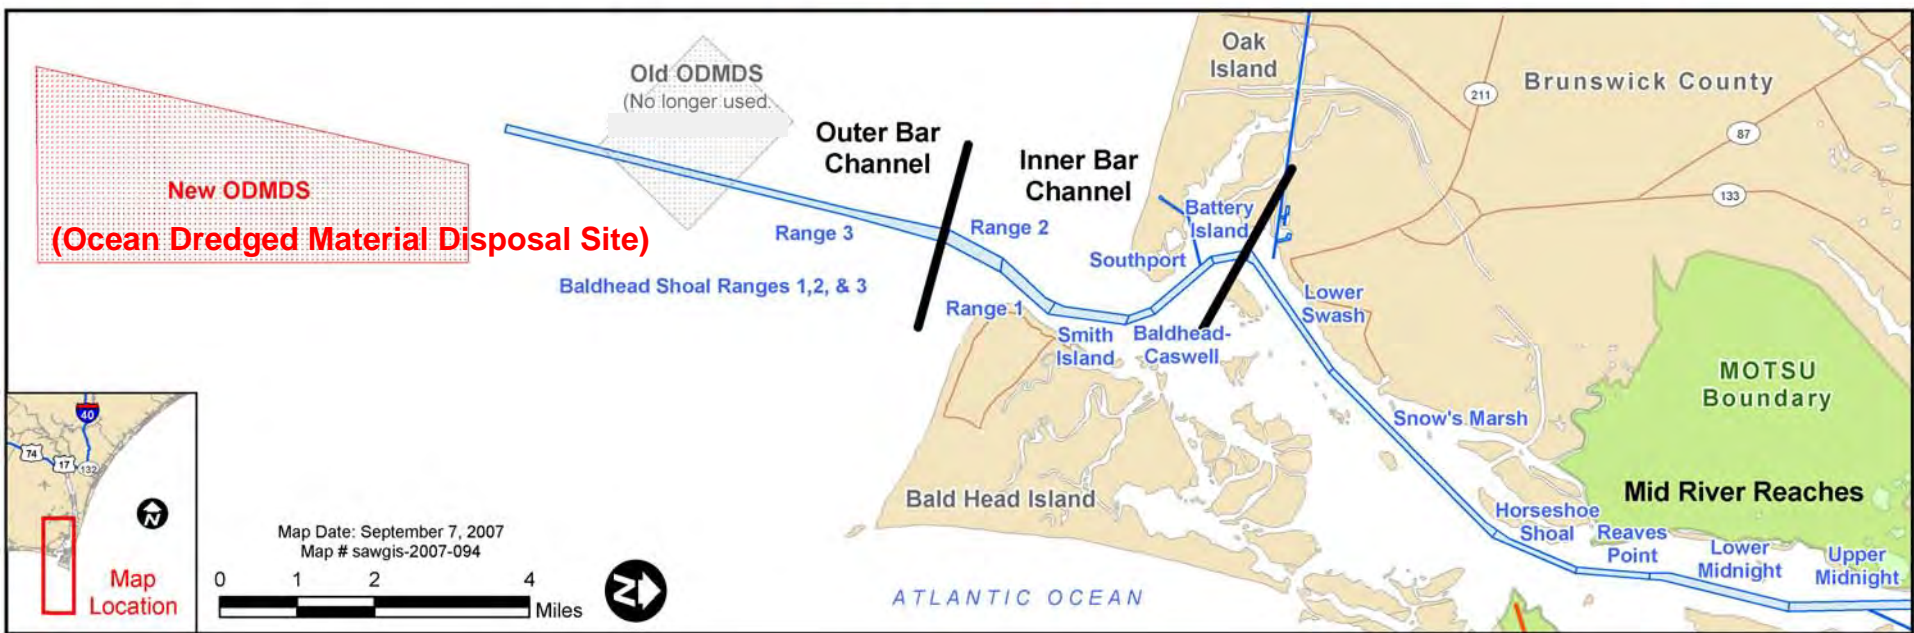 Old ODMDS
(No longer used.
New ODMDS
(Ocean Dredged Material Disposal Site)
Outer Bar
Channel
Inner Bar
Channel
Range 3
Range 2
Baldhead Shoal Ranges 1,2, & 3
Range 1
Smith
Island
Baldhead-
Caswell
Southport
Battery
Island
Oak
Island
Brunswick County
211
87
133
Lower
Swash
Snow's Marsh
MOTSU
Boundary
Mid River Reaches
Horseshoe
Shoal
Reaves
Point
Lower
Midnight
Upper
Midnight
Bald Head Island
ATLANTIC OCEAN
40
74
17
132
N
Map
Location
Map Date: September 7, 2007
Map # sawgis-2007-094
0 1 2 4
Miles
N